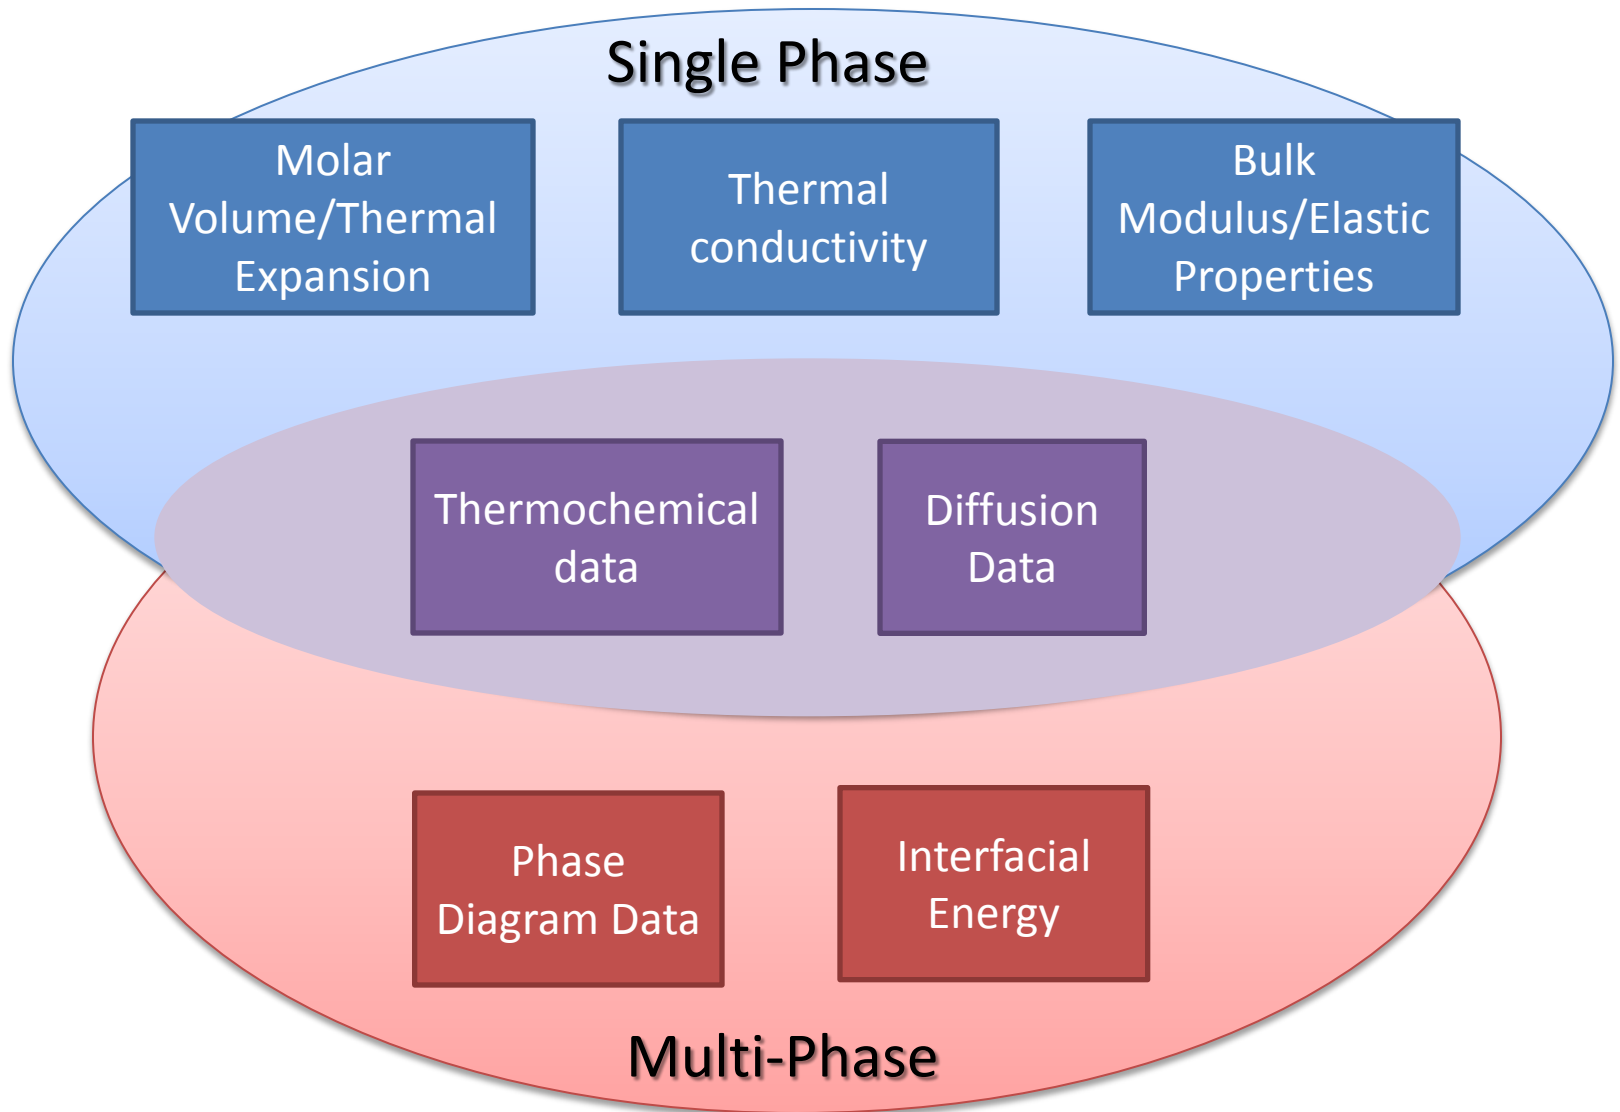 Single Phase
Molar
Volume/Thermal
Expansion
Thermal
conductivity
Bulk
Modulus/Elastic
Properties
Thermochemical
data
Diffusion
Data
Phase
Diagram Data
Interfacial
Energy
Multi-Phase